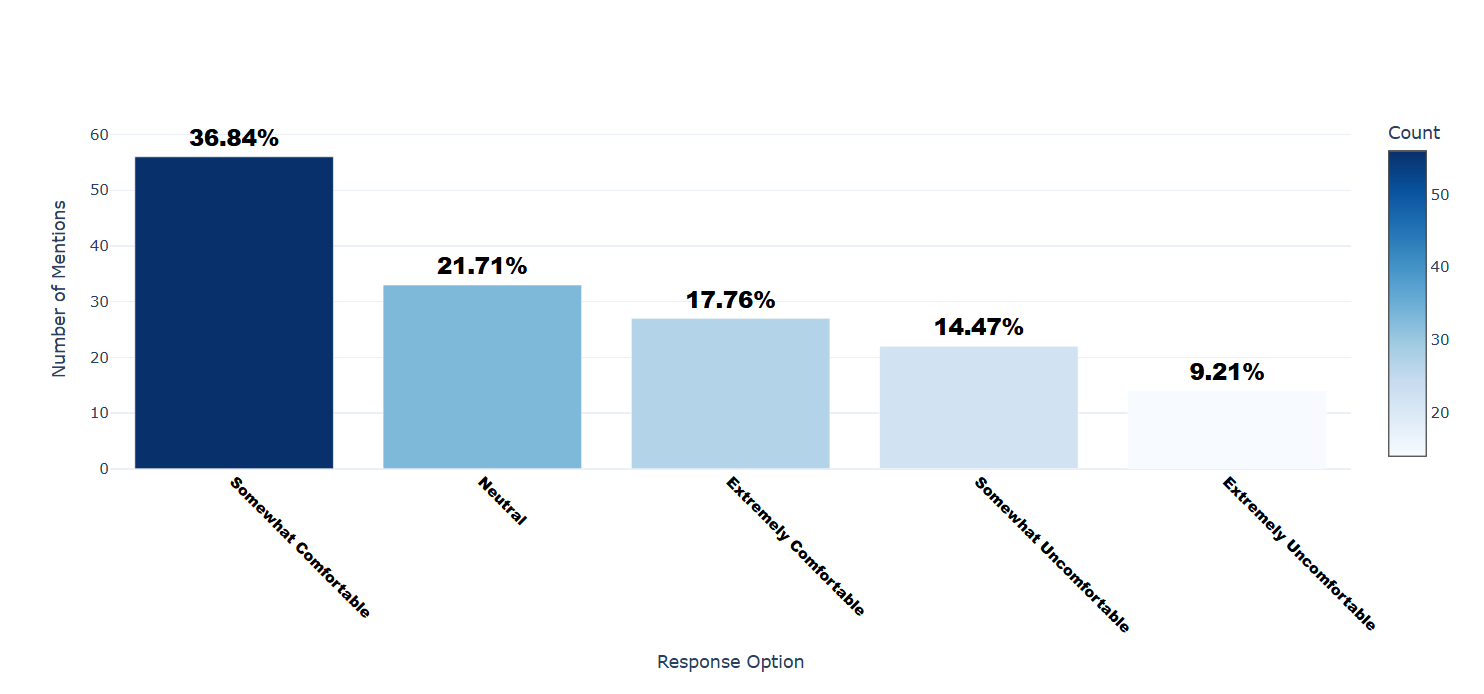 60
50
40
30
20
10
0
Number of Mentions
36.84%
21.71%
17.76%
14.47%
9.21%
Somewhat Comfortable
Neutral
Extremely Comfortable
Somewhat Uncomfortable
Extremely Uncomfortable
Response Option
Count
50
40
30
20